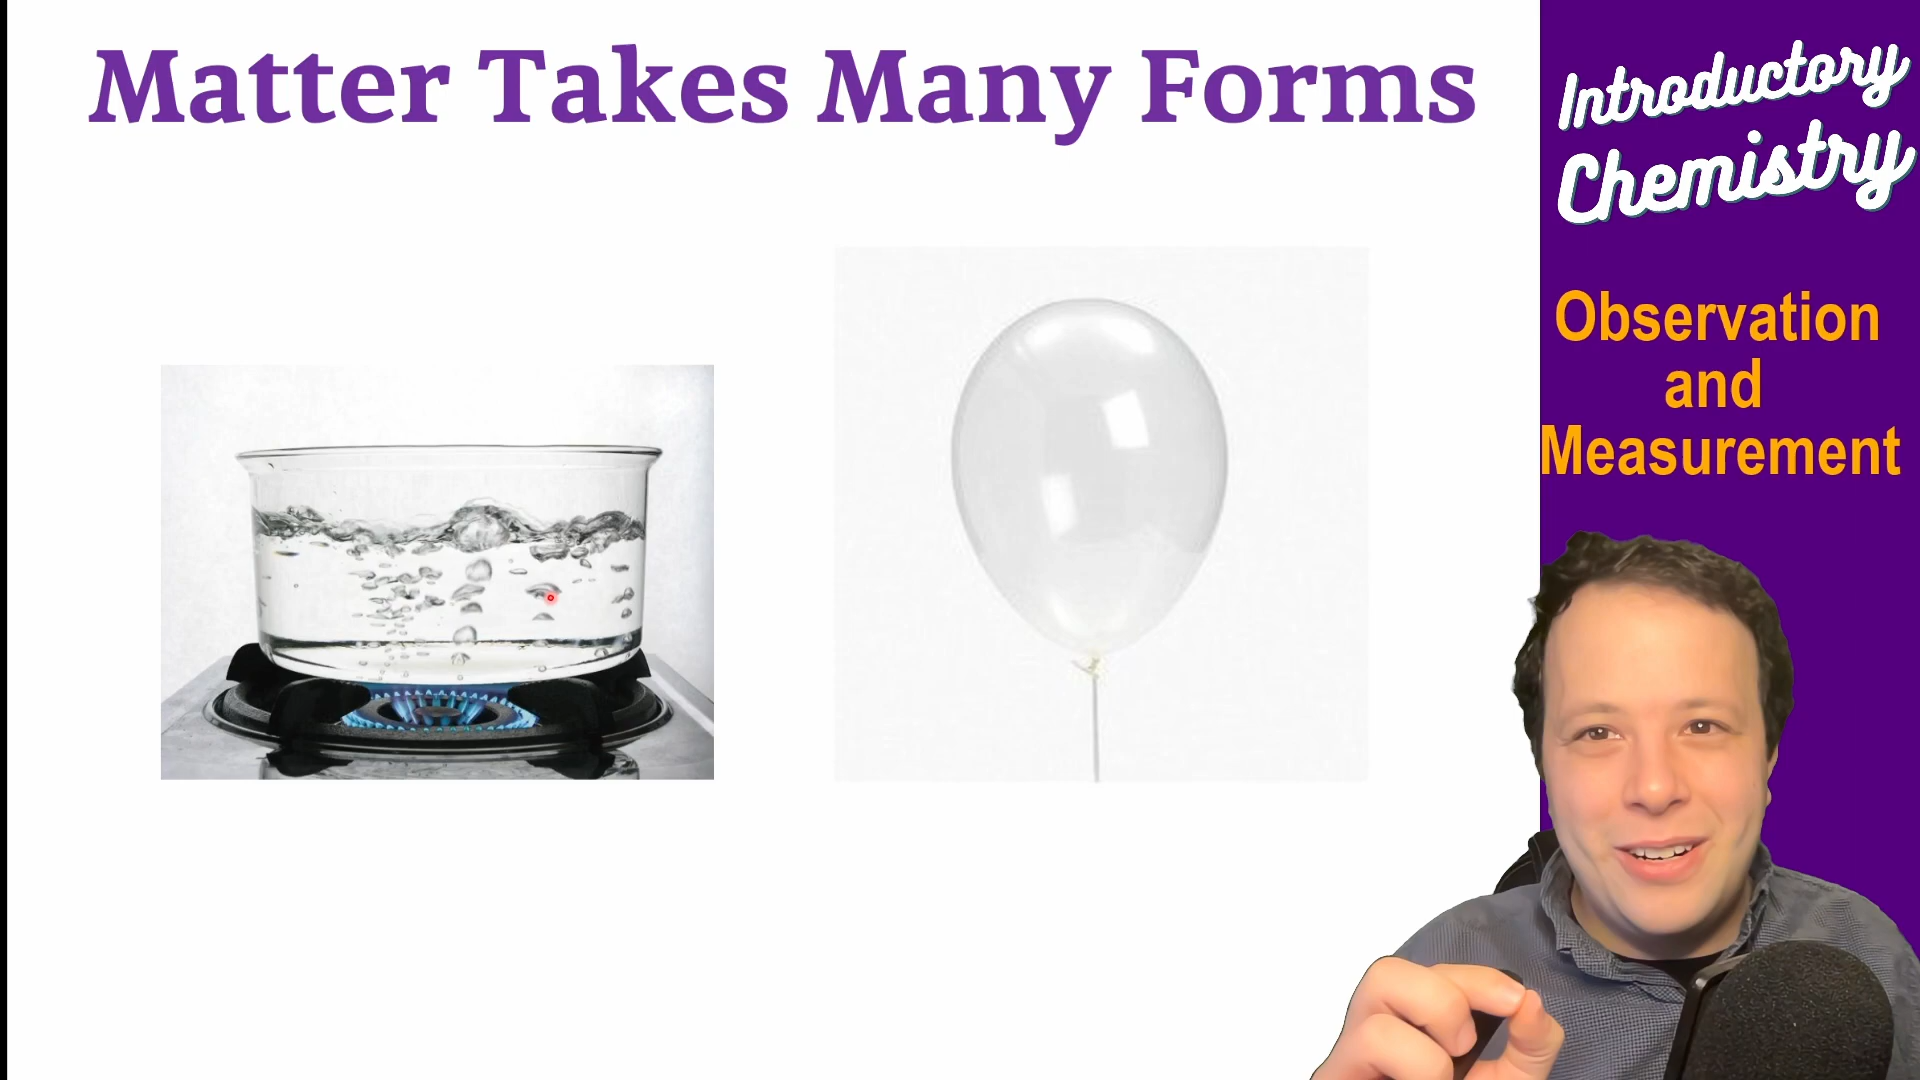 Matter Takes Many Forms
Introductory
Chemistry
Observation
and
Measurement